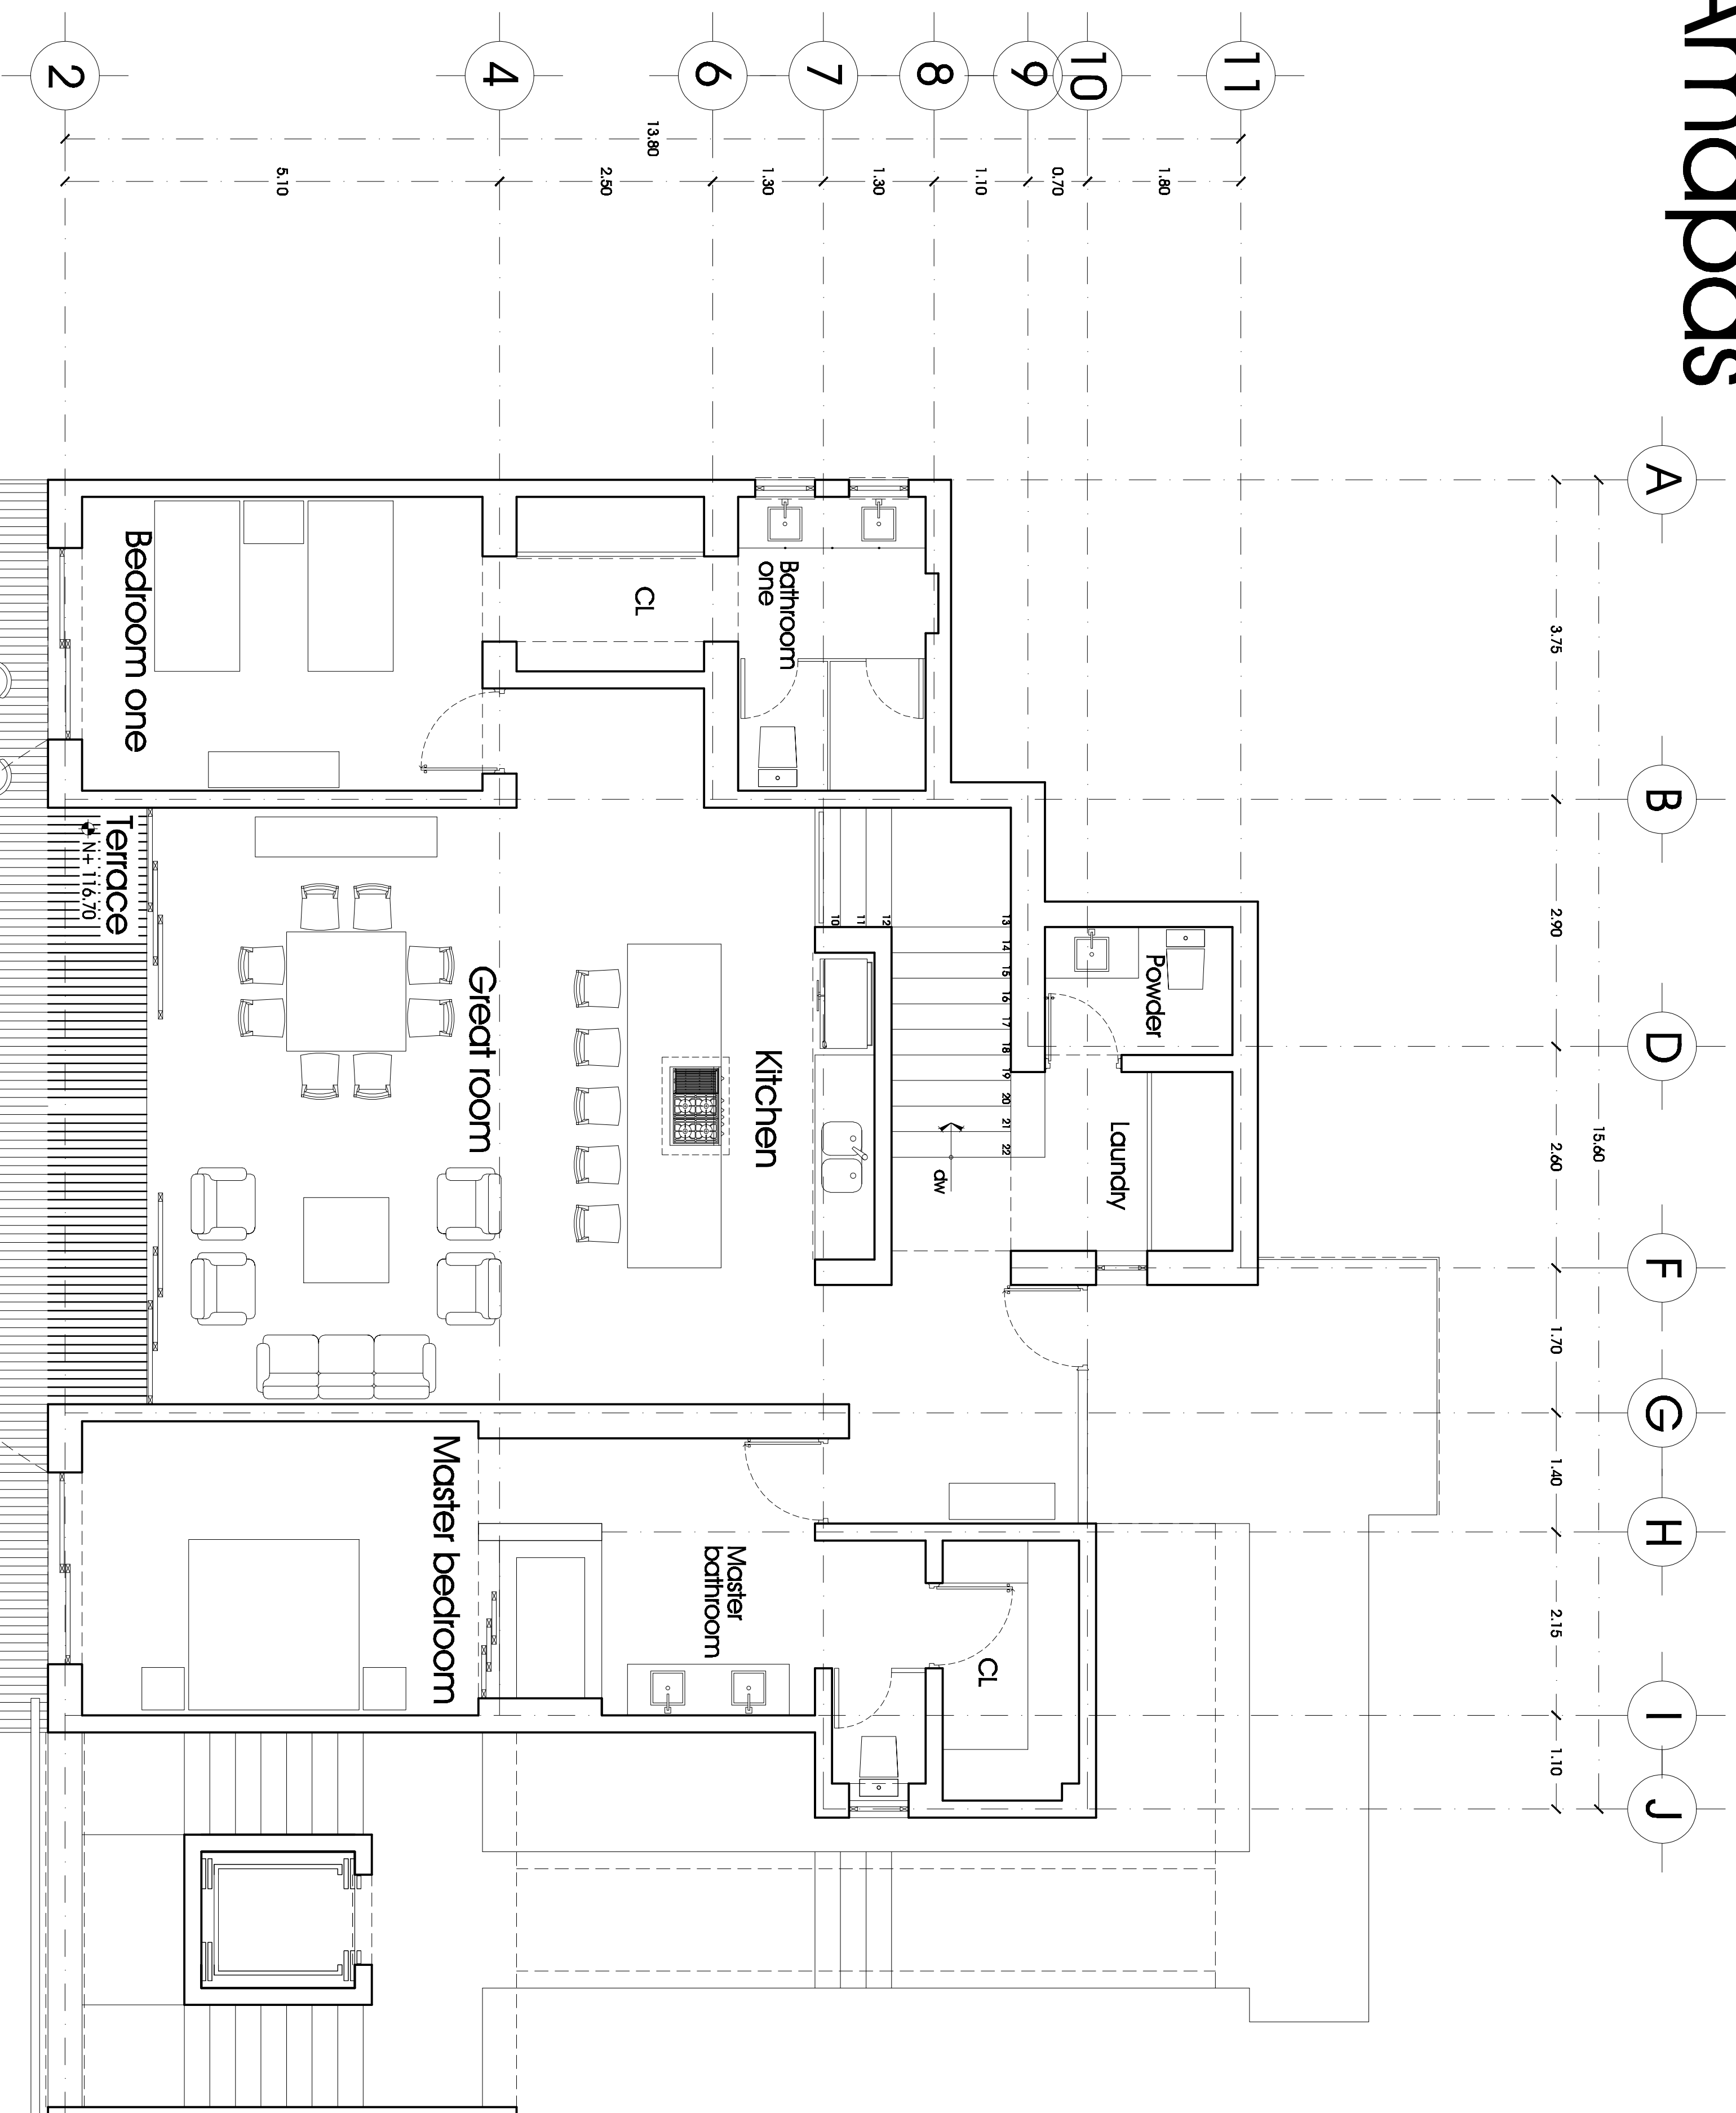 Amapas
A
B
D
F
G
H
I
J
15.60
3.75
2.90
2.60
1.70
1.40
2.15
1.10
11
10
9
8
7
6
4
2
13.80
1.80
0.70
1.10
1.30
1.30
2.50
5.10
Powder
Laundry
13
14
15
16
17
18
19
20
21
22
dw
12
11
10
CL
Bathroom
one
Kitchen
Master
bathroom
CL
Great room
Master bedroom
Bedroom one
Terrace
N+ 116.70